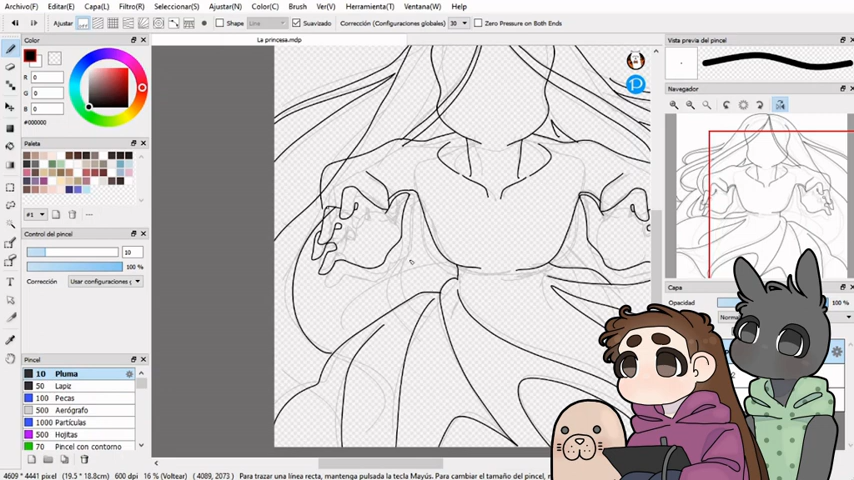 Archivo(F) Editar(E) Capa(L) Filtro(R) Selección(S) Ajustar(N) Color(C) Brush Ver(V) Herramienta(T) Ventana(W) Help
Ajustar Shape Line Suavizado Corrección (Configuraciones globales) 30 Zero Pressure on Both Ends
La princesa.mdp
Color
R 0
G 0
B 0
#000000
Paleta
#1
Control del pincel
10
100 %
Corrección Usar configuraciones g
Pincel
10 Pluma
50 Lapiz
100 Pecas
500 Aerógrafo
1000 Partículas
500 Hojitas
70 Pincel con contorno
Vista previa del pincel
Navegador
Capa
Opacidad 100 %
4609 * 4441 pixel (19.5 * 18.8cm) 600 dpi 16 % (Voltear) ( 4089, 2073 ) Para trazar una línea recta, mantenga pulsada la tecla Mayús. Para cambiar el tamaño del pincel,